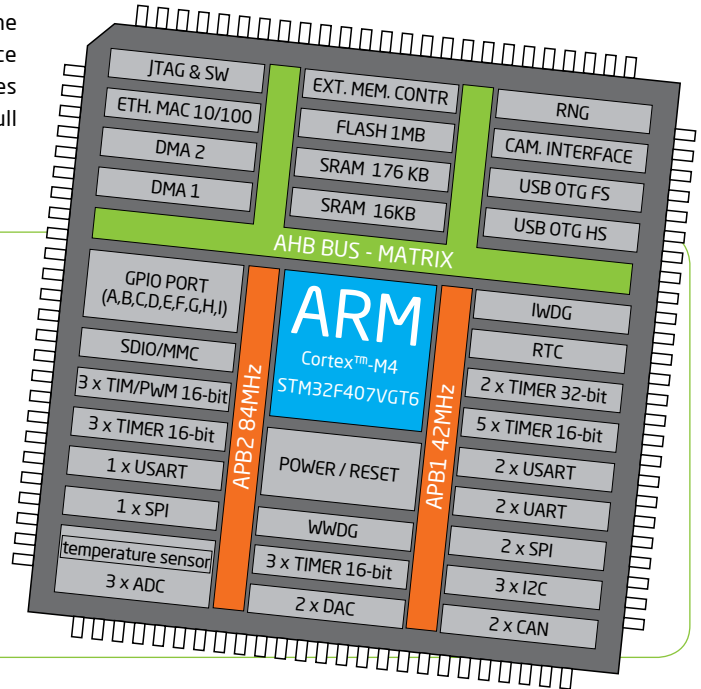 ne
ce
es
ull
JTAG & SW
ETH. MAC 10/100
DMA 2
DMA 1
EXT. MEM. CONTR
FLASH 1MB
SRAM 176 KB
SRAM 16KB
RNG
CAM. INTERFACE
USB OTG FS
USB OTG HS
AHB BUS - MATRIX
GPIO PORT
(A,B,C,D,E,F,G,H,I)
SDIO/MMC
3 x TIM/PWM 16-bit
3 x TIMER 16-bit
1 x USART
1 x SPI
temperature sensor
3 x ADC
APB2 84MHz
ARM
Cortex™-M4
STM32F407VGT6
POWER / RESET
WWDG
3 x TIMER 16-bit
2 x DAC
APB1 42MHz
IWDG
RTC
2 x TIMER 32-bit
5 x TIMER 16-bit
2 x USART
2 x UART
2 x SPI
3 x I2C
2 x CAN